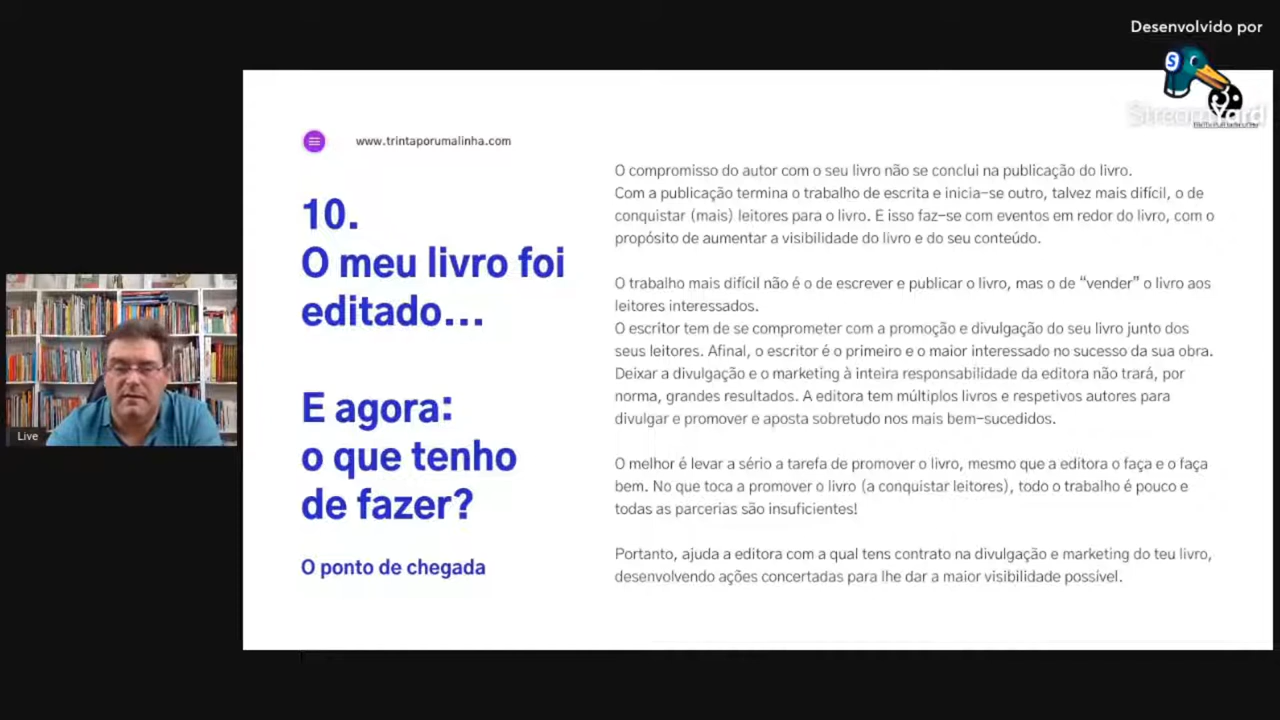 Desenvolvido por
StreamYard
www.trintaporumalinha.com
10.
O meu livro foi
editado...
E agora:
o que tenho
de fazer?
O ponto de chegada
O compromisso do autor com o seu livro não se conclui na publicação do livro.
Com a publicação termina o trabalho de escrita e inicia-se outro, talvez mais difícil, o de
conquistar (mais) leitores para o livro. E isso faz-se com eventos em redor do livro, com o
propósito de aumentar a visibilidade do livro e do seu conteúdo.
O trabalho mais difícil não é o de escrever e publicar o livro, mas o de “vender” o livro aos
leitores interessados.
O escritor tem de se comprometer com a promoção e divulgação do seu livro junto dos
seus leitores. Afinal, o escritor é o primeiro e o maior interessado no sucesso da sua obra.
Deixar a divulgação e o marketing à inteira responsabilidade da editora não trará, por
norma, grandes resultados. A editora tem múltiplos livros e respetivos autores para
divulgar e promover e aposta sobretudo nos mais bem-sucedidos.
O melhor é levar a sério a tarefa de promover o livro, mesmo que a editora o faça e o faça
bem. No que toca a promover o livro (a conquistar leitores), todo o trabalho é pouco e
todas as parcerias são insuficientes!
Portanto, ajuda a editora com a qual tens contrato na divulgação e marketing do teu livro,
desenvolvendo ações concertadas para lhe dar a maior visibilidade possível.
Live